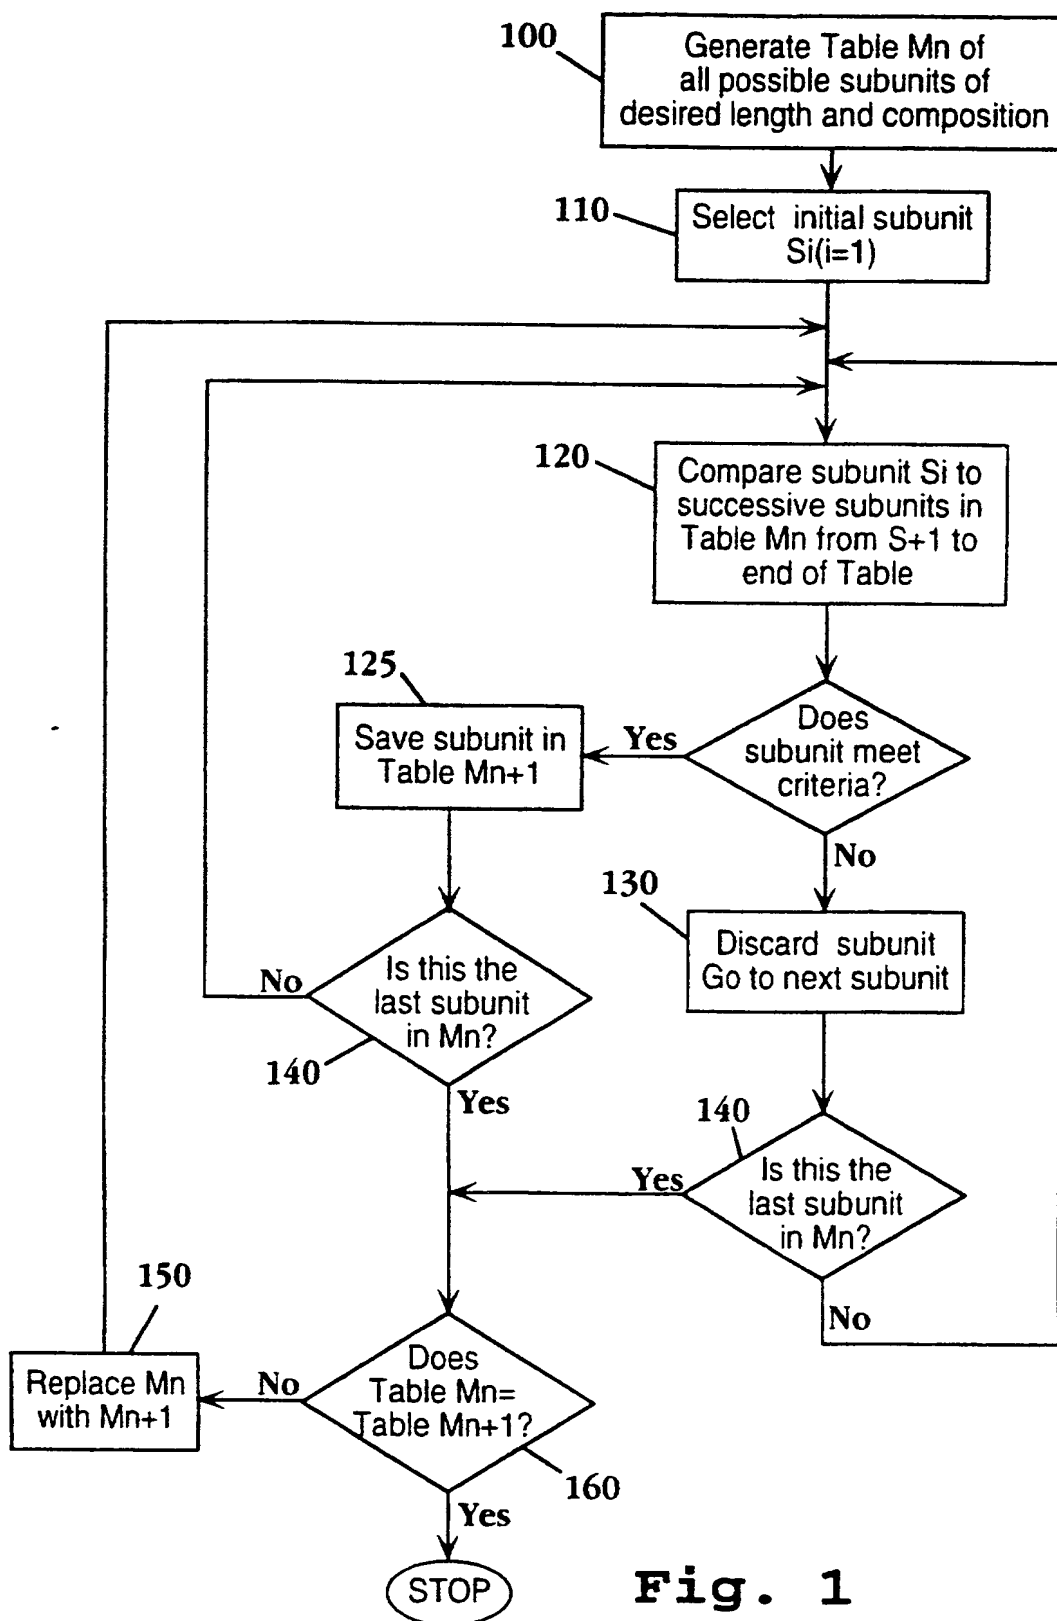 100
Generate Table Mn of
all possible subunits of
desired length and composition
110
Select initial subunit
Si(i=1)
120
Compare subunit Si to
successive subunits in
Table Mn from S+1 to
end of Table
125
Save subunit in
Table Mn+1
Yes
Does
subunit meet
criteria?
No
130
Discard subunit
Go to next subunit
No
Is this the
last subunit
in Mn?
140
Yes
140
Yes
Is this the
last subunit
in Mn?
No
150
Replace Mn
with Mn+1
No
Does
Table Mn=
Table Mn+1?
160
Yes
STOP
Fig. 1